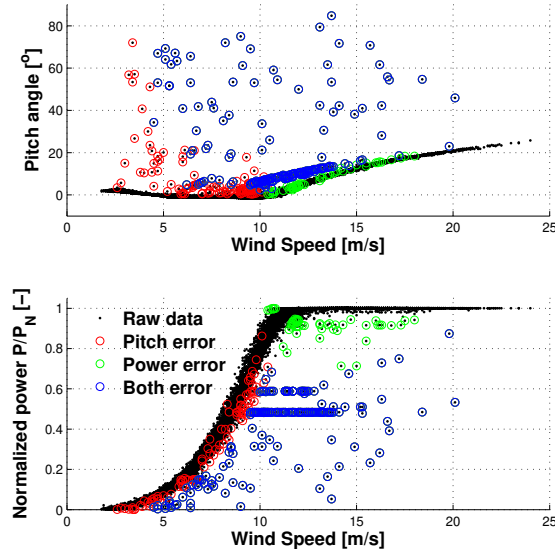 Pitch angle [°]
80
60
40
20
0
0 5 10 15 20 25
Wind Speed [m/s]
Normalized power P/P_N [-]
1
0.8
0.6
0.4
0.2
0
Raw data
Pitch error
Power error
Both error
0 5 10 15 20 25
Wind Speed [m/s]